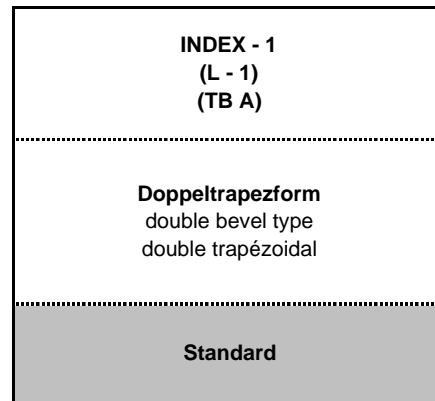 INDEX - 1
(L - 1)
(TB A)
Doppeltrapezform
double bevel type
double trapézoidal
Standard